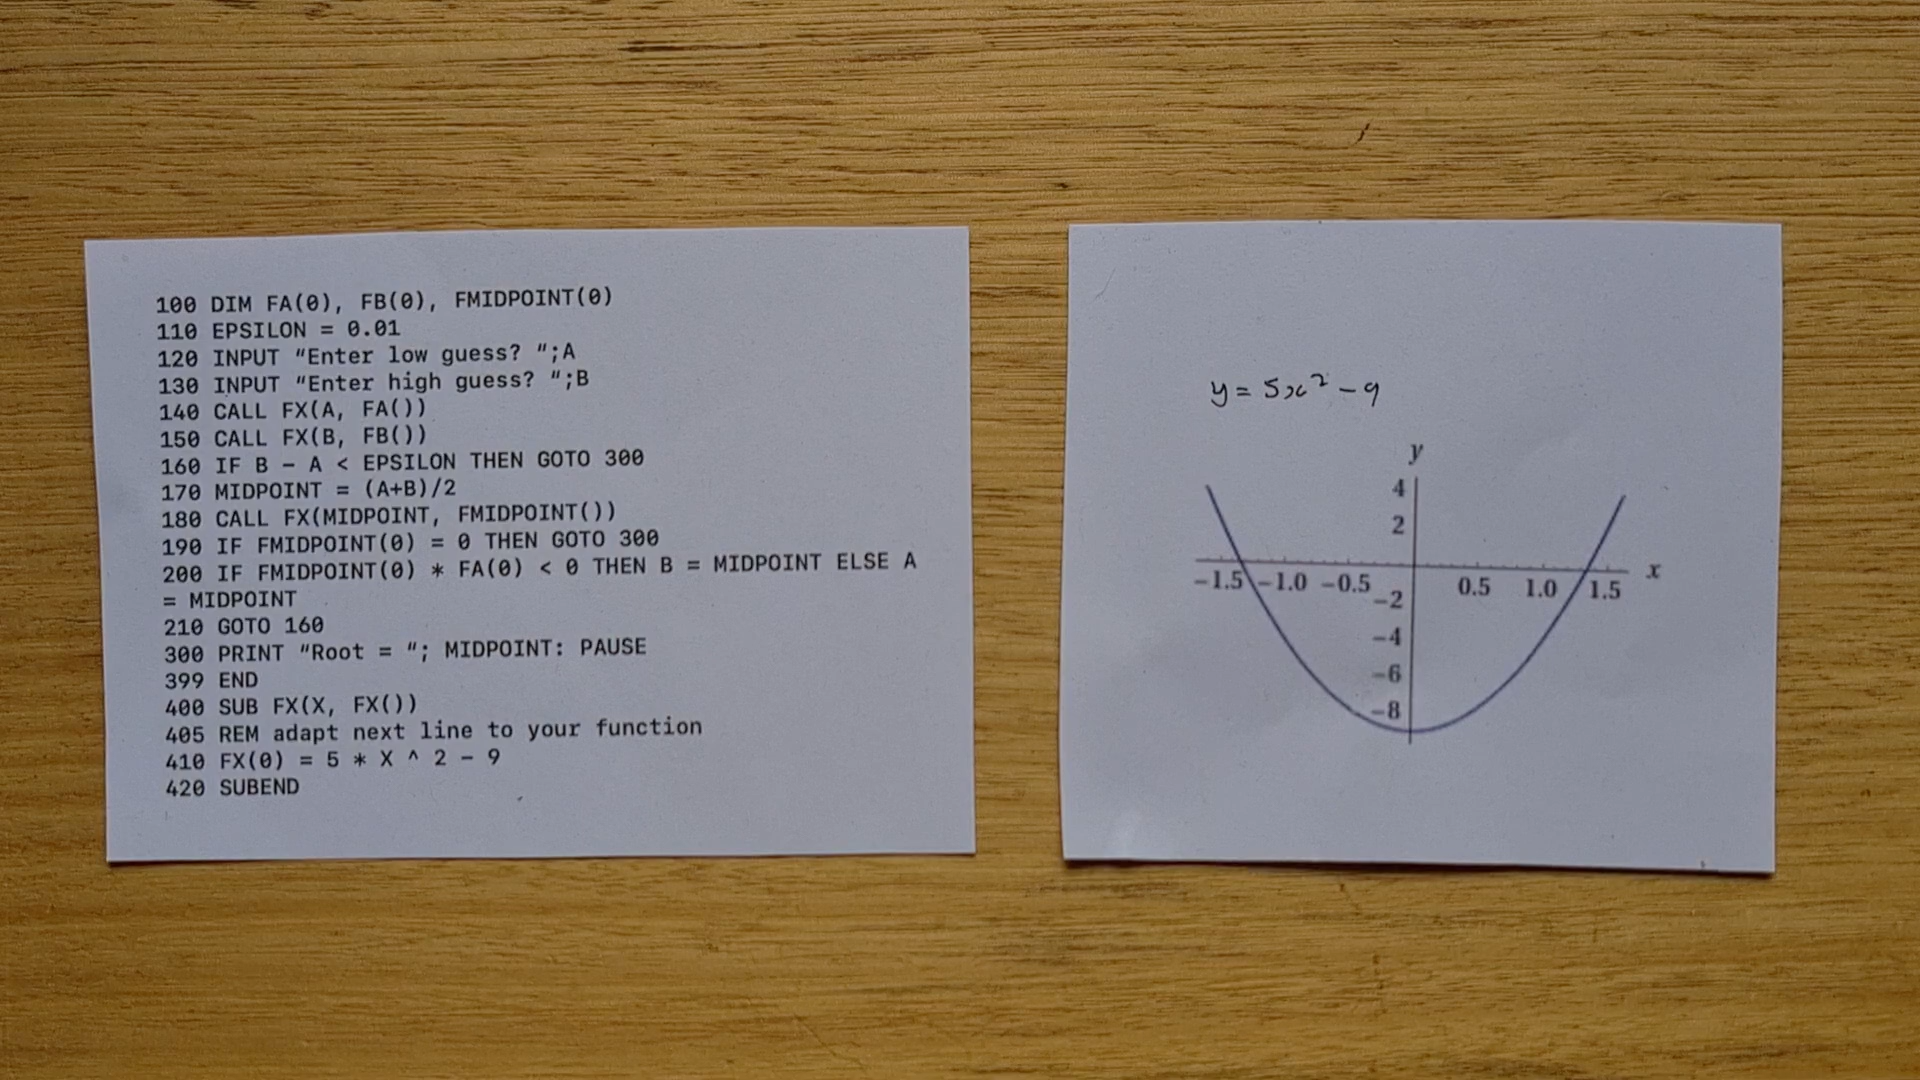 100 DIM FA(0), FB(0), FMIDPOINT(0)
110 EPSILON = 0.01
120 INPUT “Enter low guess? “;A
130 INPUT “Enter high guess? “;B
140 CALL FX(A, FA())
150 CALL FX(B, FB())
160 IF B - A < EPSILON THEN GOTO 300
170 MIDPOINT = (A+B)/2
180 CALL FX(MIDPOINT, FMIDPOINT())
190 IF FMIDPOINT(0) = 0 THEN GOTO 300
200 IF FMIDPOINT(0) * FA(0) < 0 THEN B = MIDPOINT ELSE A
= MIDPOINT
210 GOTO 160
300 PRINT “Root = “; MIDPOINT: PAUSE
399 END
400 SUB FX(X, FX())
405 REM adapt next line to your function
410 FX(0) = 5 * X ^ 2 - 9
420 SUBEND
y = 5x² - 9
y
4
2
x
-1.5 -1.0 -0.5 0.5 1.0 1.5
-2
-4
-6
-8